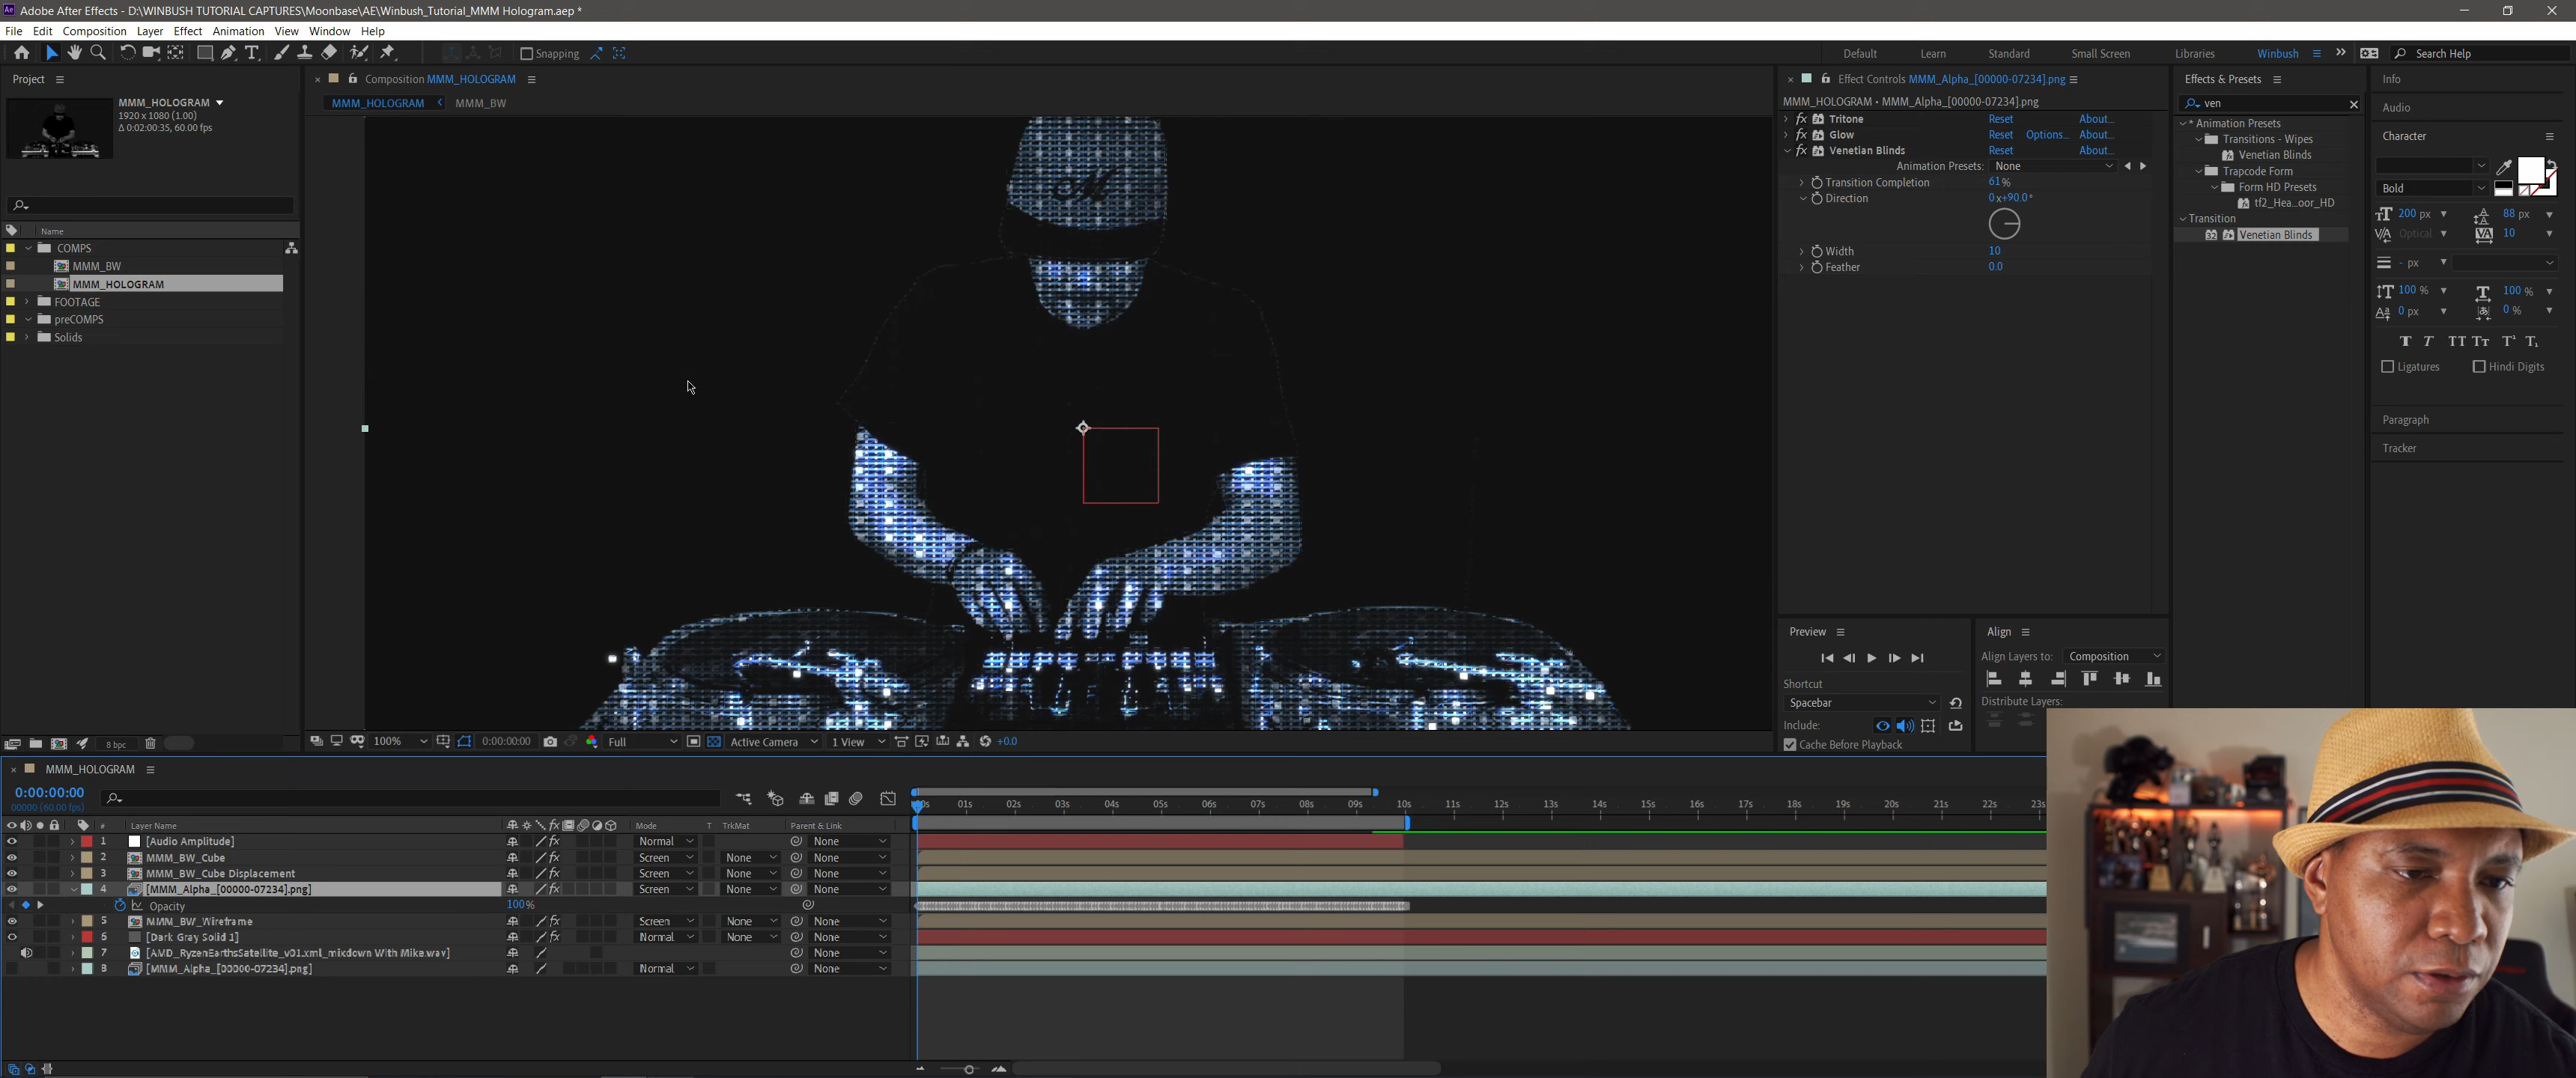 Adobe After Effects - D:\WINBUSH TUTORIAL CAPTURES\Moonbase\AE\Winbush_Tutorial_MMM Hologram.aep *
File Edit Composition Layer Effect Animation View Window Help
Snapping
Default Learn Standard Small Screen Libraries Winbush Search Help
Project
MMM_HOLOGRAM
1920 x 1080 (1.00)
Δ 0:02:00:35, 60.00 fps
Name
COMPS
MMM_BW
MMM_HOLOGRAM
FOOTAGE
preCOMPS
Solids
8 bpc
Composition MMM_HOLOGRAM
MMM_HOLOGRAM MMM_BW
100% 0:00:00:00 Full Active Camera 1 View +0.0
Effect Controls MMM_Alpha_[00000-07234].png
MMM_HOLOGRAM • MMM_Alpha_[00000-07234].png
Tritone Reset About...
Glow Reset Options... About...
Venetian Blinds Reset About...
Animation Presets: None
Transition Completion 61%
Direction 0x+90.0°
Width 10
Feather 0.0
Preview
Shortcut
Spacebar
Include:
Cache Before Playback
Align
Align Layers to: Composition
Distribute Layers:
Effects & Presets
ven
* Animation Presets
Transitions - Wipes
Venetian Blinds
Trapcode Form
Form HD Presets
tf2_Hea...oor_HD
Transition
32 Venetian Blinds
Info
Audio
Character
Bold
200 px 88 px
Optical 10
- px
100 % 100 %
0 px 0 %
T T TT Tт T¹ T₁
Ligatures Hindi Digits
Paragraph
Tracker
MMM_HOLOGRAM
0:00:00:00
00000 (60.00 fps)
01s 02s 03s 04s 05s 06s 07s 08s 09s 10s 11s 12s 13s 14s 15s 16s 17s 18s 19s 20s 21s 22s 23s
# Layer Name Mode T TrkMat Parent & Link
1 [Audio Amplitude] Normal None
2 MMM_BW_Cube Screen None None
3 MMM_BW_Cube Displacement Screen None None
4 [MMM_Alpha_[00000-07234].png] Screen None None
Opacity 100%
5 MMM_BW_Wireframe Screen None None
6 [Dark Gray Solid 1] Normal None None
7 [AMD_RyzenEarthsSatellite_v01.xml_mixdown With Mike.wav] None
8 [MMM_Alpha_[00000-07234].png] Normal None